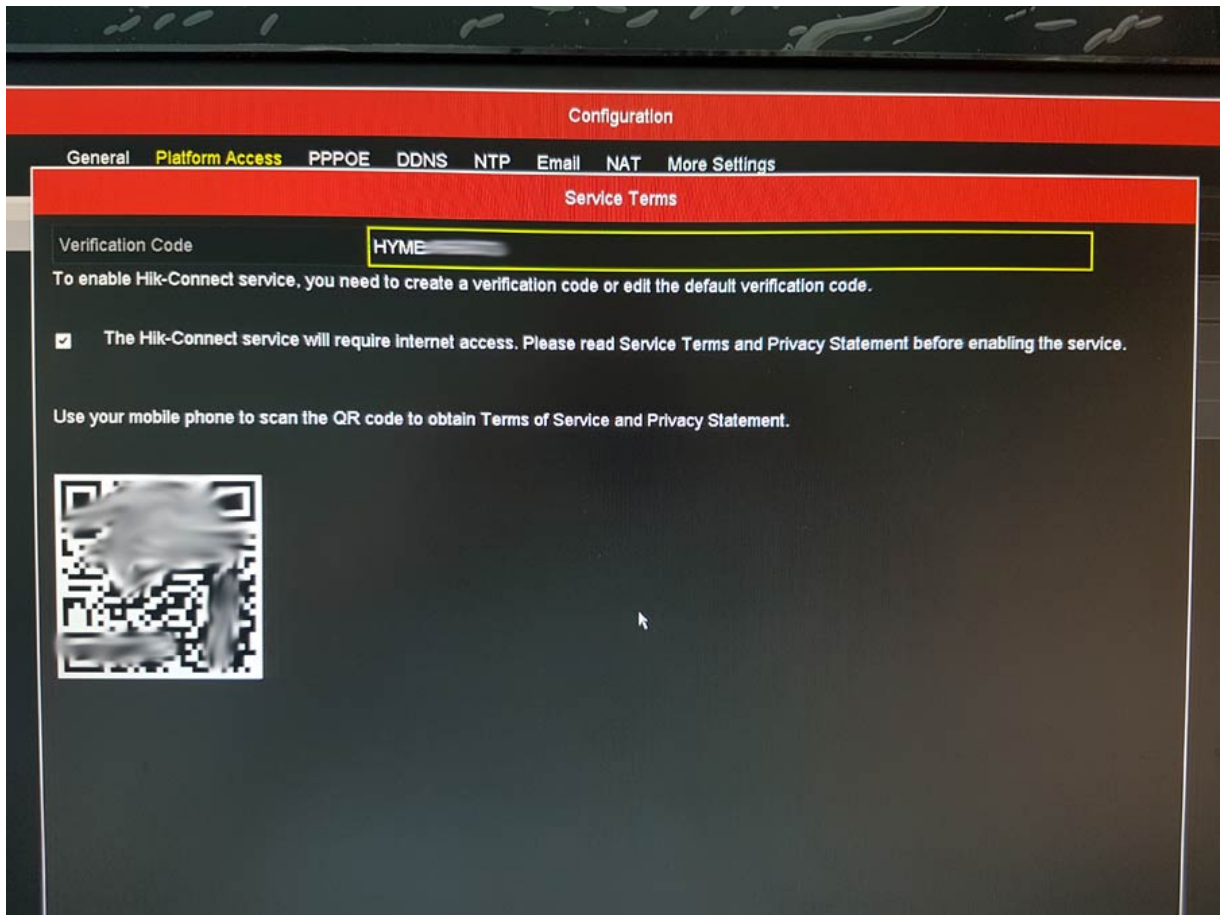 Configuration
General Platform Access PPPOE DDNS NTP Email NAT More Settings
Service Terms
Verification Code
To enable Hik-Connect service, you need to create a verification code or edit the default verification code.
The Hik-Connect service will require internet access. Please read Service Terms and Privacy Statement before enabling the service.
Use your mobile phone to scan the QR code to obtain Terms of Service and Privacy Statement.